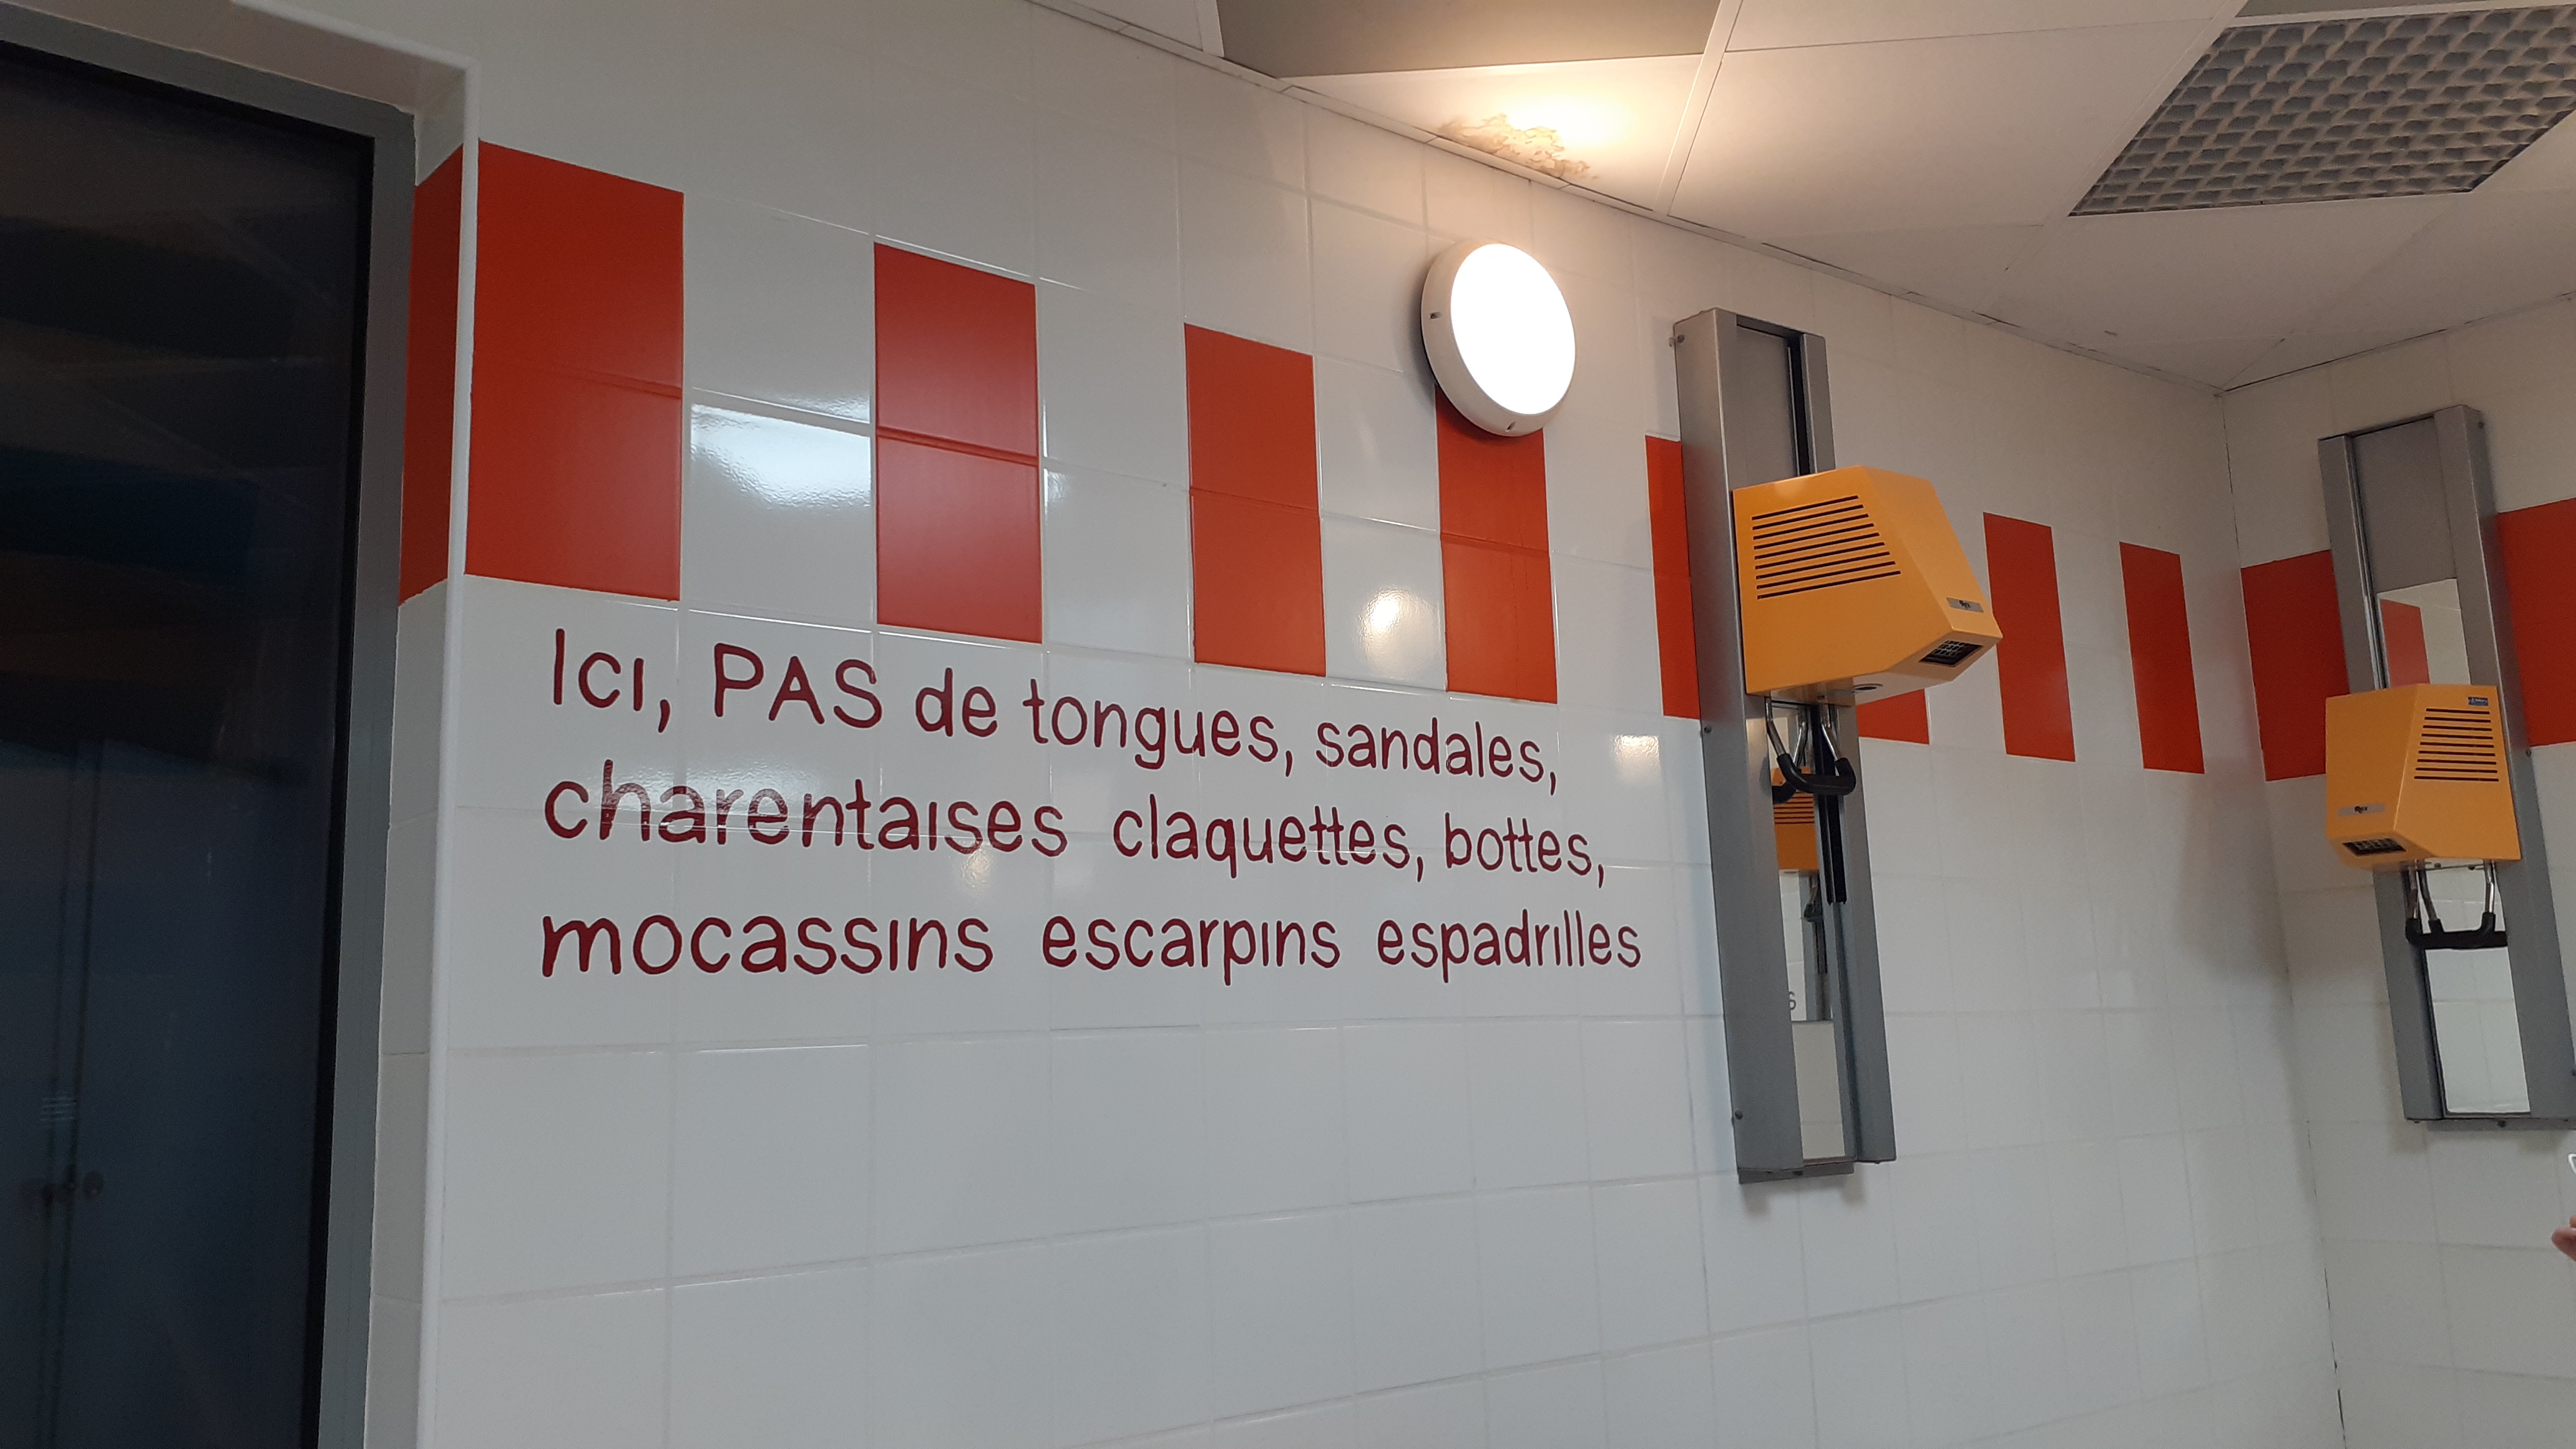 Ici, PAS de tongues, sandales,
charentaises claquettes, bottes,
mocassins escarpins espadrilles